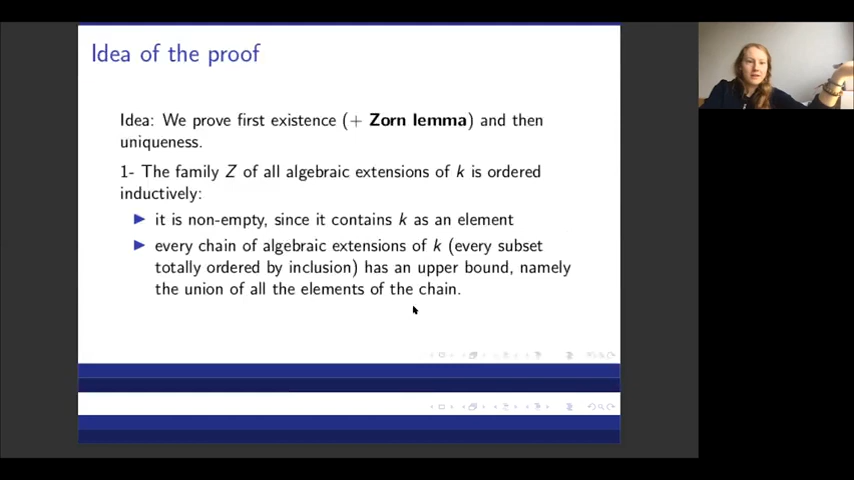 Idea of the proof
Idea: We prove first existence (+ Zorn lemma) and then
uniqueness.
1- The family Z of all algebraic extensions of k is ordered
inductively:
it is non-empty, since it contains k as an element
every chain of algebraic extensions of k (every subset
totally ordered by inclusion) has an upper bound, namely
the union of all the elements of the chain.